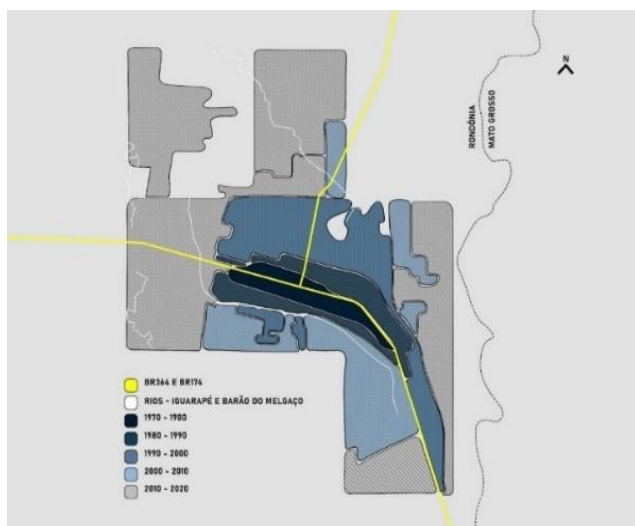 N
RONDÔNIA
MATO GROSSO
BR364 E BR174
RIOS - IGUARAPÉ E BARÃO DO MELGAÇO
1970 - 1980
1980 - 1990
1990 - 2000
2000 - 2010
2010 - 2020